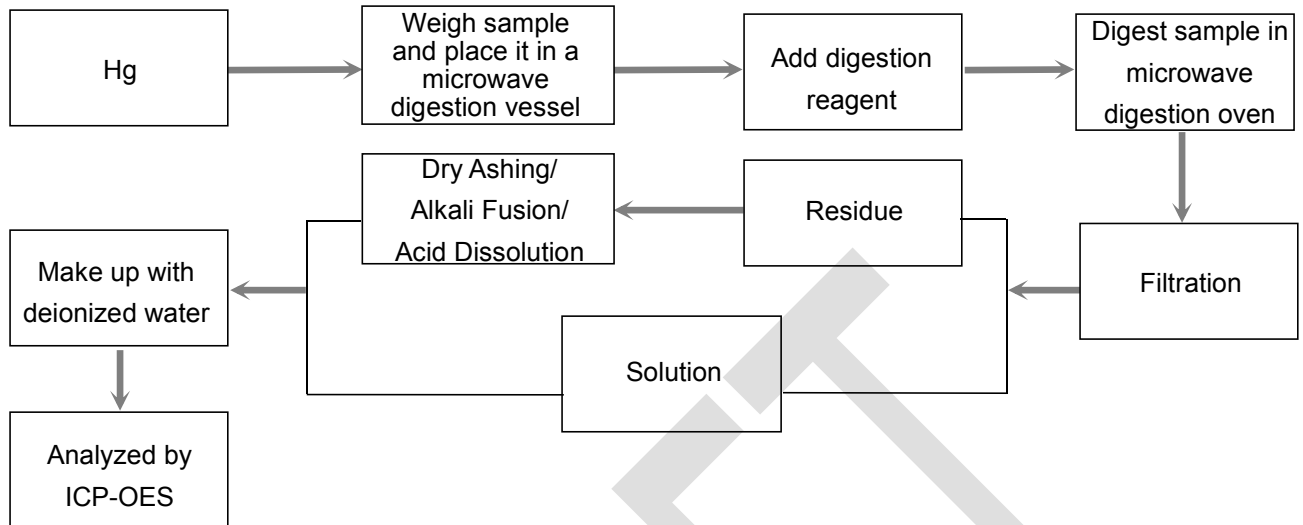 Hg
Weigh sample
and place it in a
microwave
digestion vessel
Add digestion
reagent
Digest sample in
microwave
digestion oven
Filtration
Residue
Dry Ashing/
Alkali Fusion/
Acid Dissolution
Solution
Make up with
deionized water
Analyzed by
ICP-OES